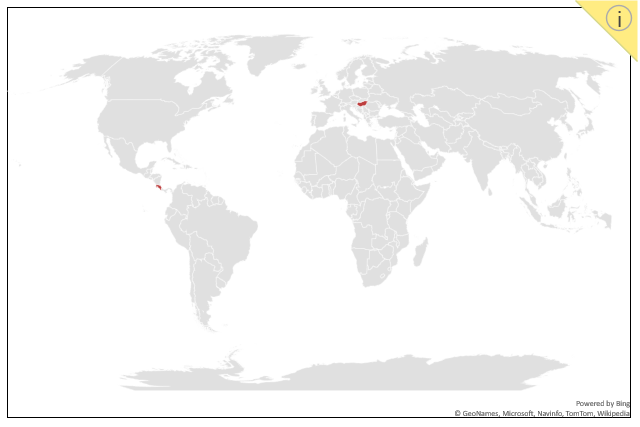 i
Powered by Bing
© GeoNames, Microsoft, Navinfo, TomTom, Wikipedia